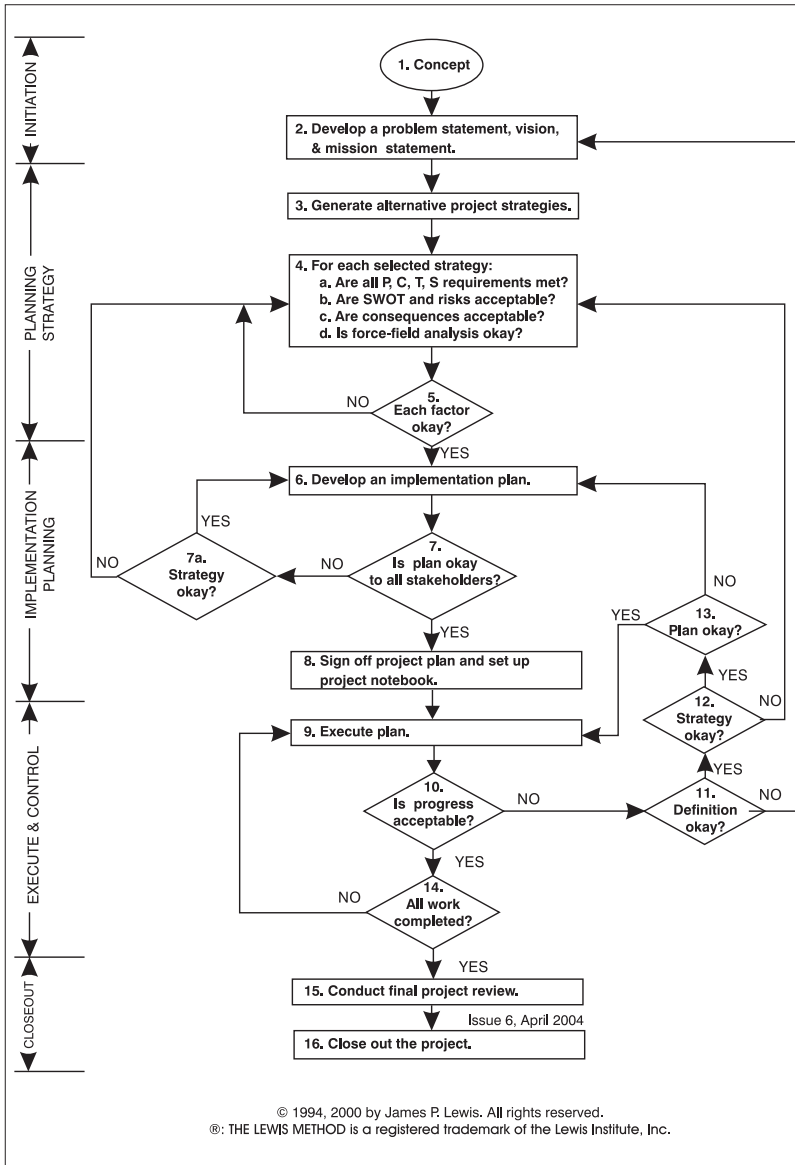 INITIATION
1. Concept
2. Develop a problem statement, vision,
& mission statement.
PLANNING
STRATEGY
3. Generate alternative project strategies.
4. For each selected strategy:
a. Are all P, C, T, S requirements met?
b. Are SWOT and risks acceptable?
c. Are consequences acceptable?
d. Is force-field analysis okay?
NO
5.
Each factor
okay?
YES
IMPLEMENTATION
PLANNING
6. Develop an implementation plan.
YES
NO
7a.
Strategy
okay?
NO
7.
Is plan okay
to all stakeholders?
YES
NO
13.
Plan okay?
YES
8. Sign off project plan and set up
project notebook.
YES
12.
Strategy
okay?
NO
EXECUTE & CONTROL
9. Execute plan.
YES
10.
Is progress
acceptable?
NO
11.
Definition
okay?
NO
YES
NO
14.
All work
completed?
YES
CLOSEOUT
15. Conduct final project review.
Issue 6, April 2004
16. Close out the project.
© 1994, 2000 by James P. Lewis. All rights reserved.
®: THE LEWIS METHOD is a registered trademark of the Lewis Institute, Inc.